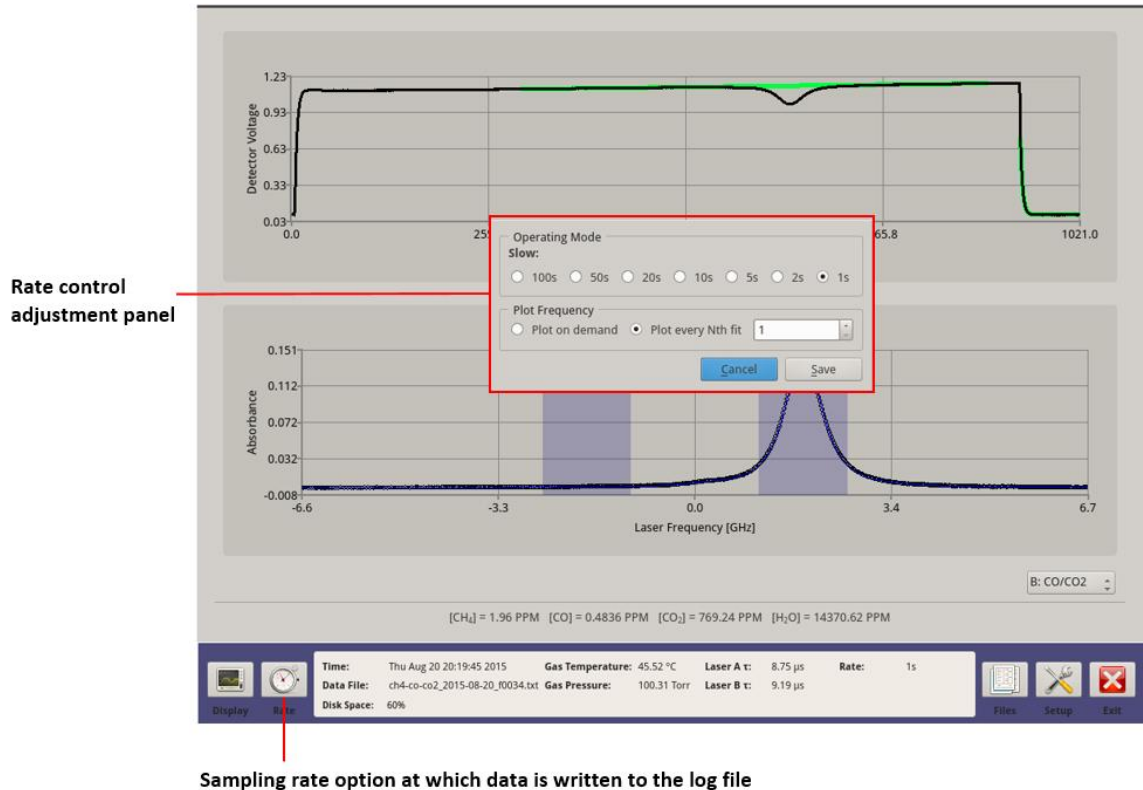 1.23
0.93
0.63
0.33
0.03
Detector Voltage
0.0
65.8
1021.0
Operating Mode
Slow:
100s 50s 20s 10s 5s 2s 1s
Plot Frequency
Plot on demand Plot every Nth fit 1
Cancel Save
Rate control
adjustment panel
0.151
0.112
0.072
0.032
-0.008
Absorbance
-6.6 -3.3 0.0 3.4 6.7
Laser Frequency [GHz]
B: CO/CO2
[CH₄] = 1.96 PPM [CO] = 0.4836 PPM [CO₂] = 769.24 PPM [H₂O] = 14370.62 PPM
Time: Thu Aug 20 20:19:45 2015 Gas Temperature: 45.52 °C Laser A τ: 8.75 μs Rate: 1s
Data File: ch4-co-co2_2015-08-20_f0034.txt Gas Pressure: 100.31 Torr Laser B τ: 9.19 μs
Disk Space: 60%
Display Rate Files Setup Exit
Sampling rate option at which data is written to the log file